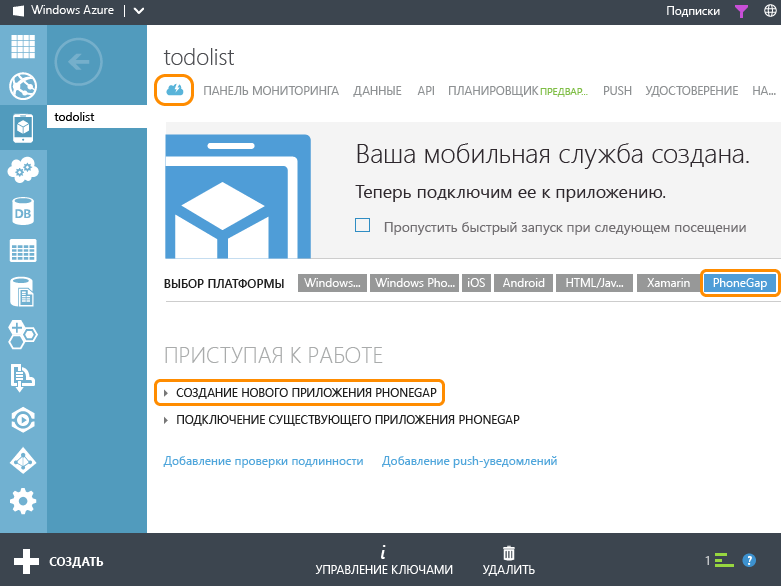 Windows Azure | Подписки
todolist
todolist
ПАНЕЛЬ МОНИТОРИНГА ДАННЫЕ API ПЛАНИРОВЩИК ПРЕДВАР... PUSH УДОСТОВЕРЕНИЕ НА...
Ваша мобильная служба создана.
Теперь подключим ее к приложению.
Пропустить быстрый запуск при следующем посещении
DB
ВЫБОР ПЛАТФОРМЫ Windows... Windows Pho... iOS Android HTML/Jav... Xamarin PhoneGap
ПРИСТУПАЯ К РАБОТЕ
СОЗДАНИЕ НОВОГО ПРИЛОЖЕНИЯ PHONEGAP
ПОДКЛЮЧЕНИЕ СУЩЕСТВУЮЩЕГО ПРИЛОЖЕНИЯ PHONEGAP
Добавление проверки подлинности Добавление push-уведомлений
СОЗДАТЬ УПРАВЛЕНИЕ КЛЮЧАМИ УДАЛИТЬ 1 ?